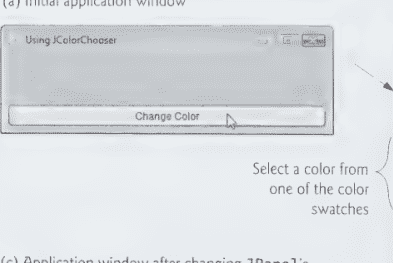 (a) Initial application window
Using JColorChooser
Change Color
Select a color from
one of the color
swatches
(c) Application window after changing JPanel's